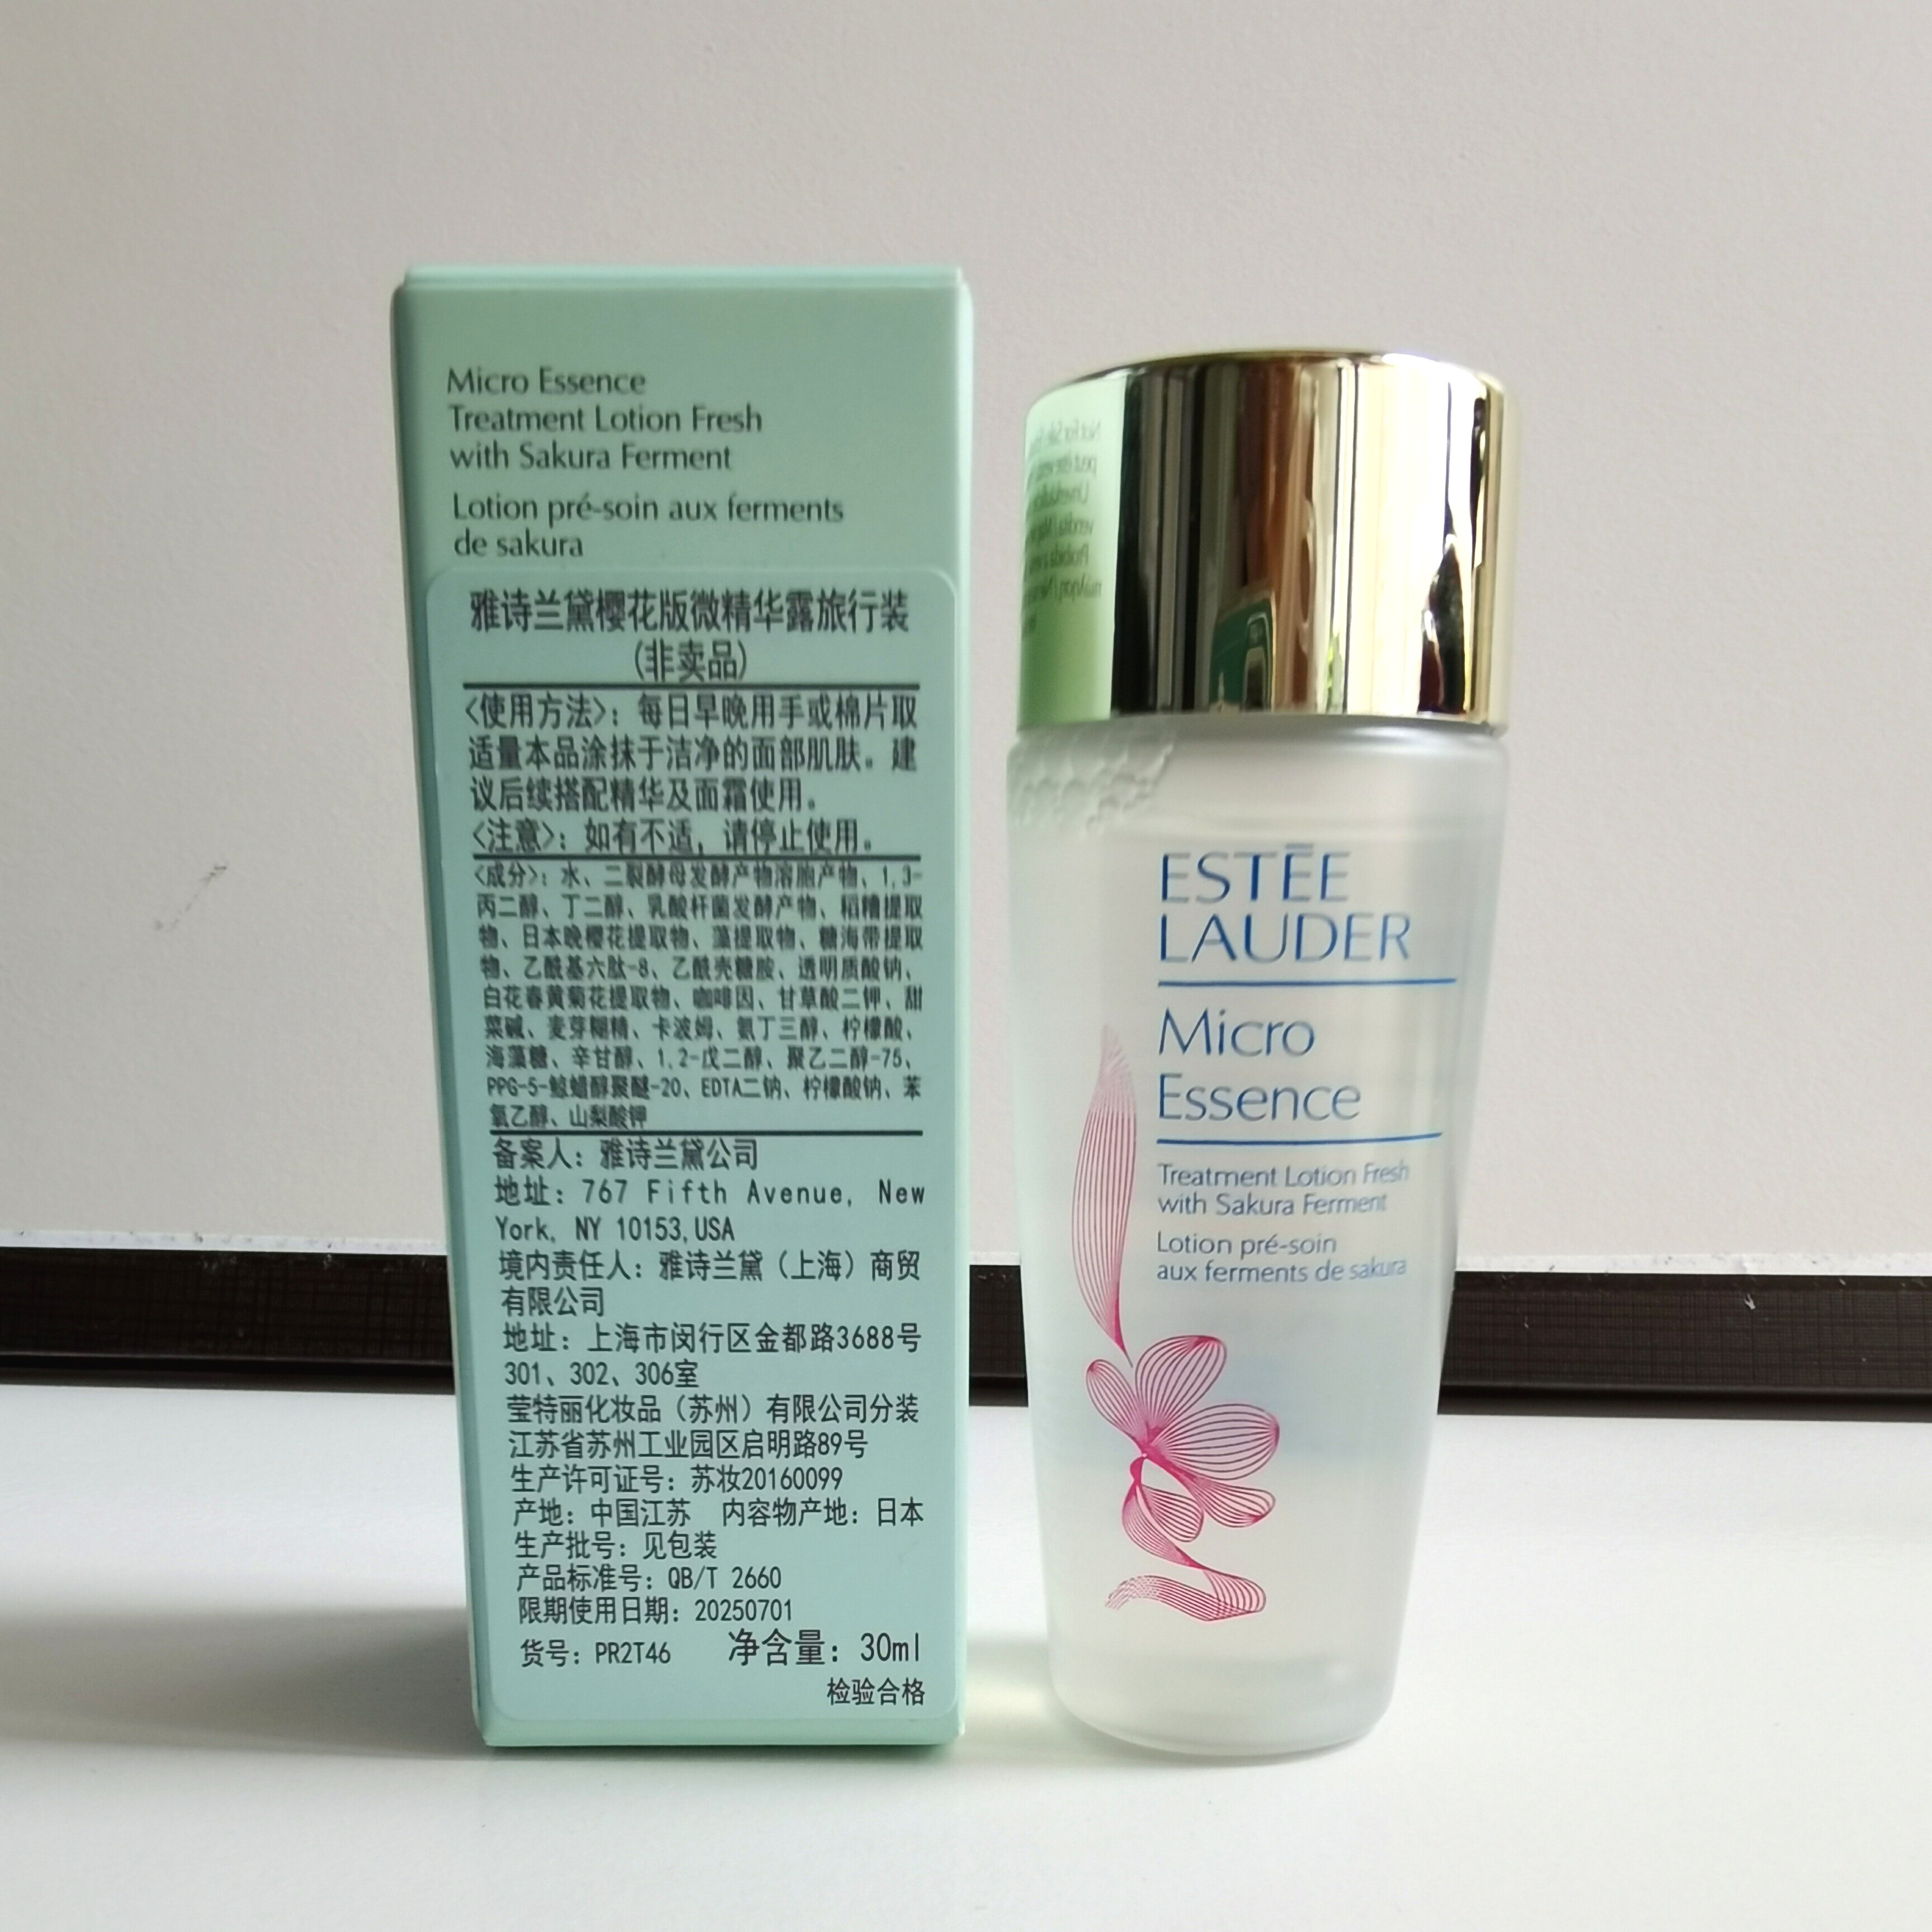 Micro Essence
Treatment Lotion Fresh
with Sakura Ferment
Lotion pré-soin aux ferments
de sakura
雅诗兰黛樱花版微精华露旅行装
(非卖品)
<使用方法>：每日早晚用手或棉片取
适量本品涂抹于洁净的面部肌肤。建
议后续搭配精华及面霜使用。
<注意>：如有不适，请停止使用。
<成分>：水、二裂酵母发酵产物溶胞产物、1,3-
丙二醇、丁二醇、乳酸杆菌发酵产物、稻糟提取
物、日本晚樱花提取物、藻提取物、糖海带提取
物、乙酰基六肽-8、乙酰壳糖胺、透明质酸钠、
白花春黄菊花提取物、咖啡因、甘草酸二钾、甜
菜碱、麦芽糊精、卡波姆、氨丁三醇、柠檬酸、
海藻糖、辛甘醇、1,2-戊二醇、聚乙二醇-75、
PPG-5-鲸蜡醇聚醚-20、EDTA二钠、柠檬酸钠、苯
氧乙醇、山梨酸钾
备案人：雅诗兰黛公司
地址：767 Fifth Avenue, New
York, NY 10153,USA
境内责任人：雅诗兰黛（上海）商贸
有限公司
地址：上海市闵行区金都路3688号
301、302、306室
莹特丽化妆品（苏州）有限公司分装
江苏省苏州工业园区启明路89号
生产许可证号：苏妆20160099
产地：中国江苏 内容物产地：日本
生产批号：见包装
产品标准号：QB/T 2660
限期使用日期：20250701
货号：PR2T46 净含量：30ml
检验合格
ESTĒE
LAUDER
Micro
Essence
Treatment Lotion Fresh
with Sakura Ferment
Lotion pré-soin
aux ferments de sakura